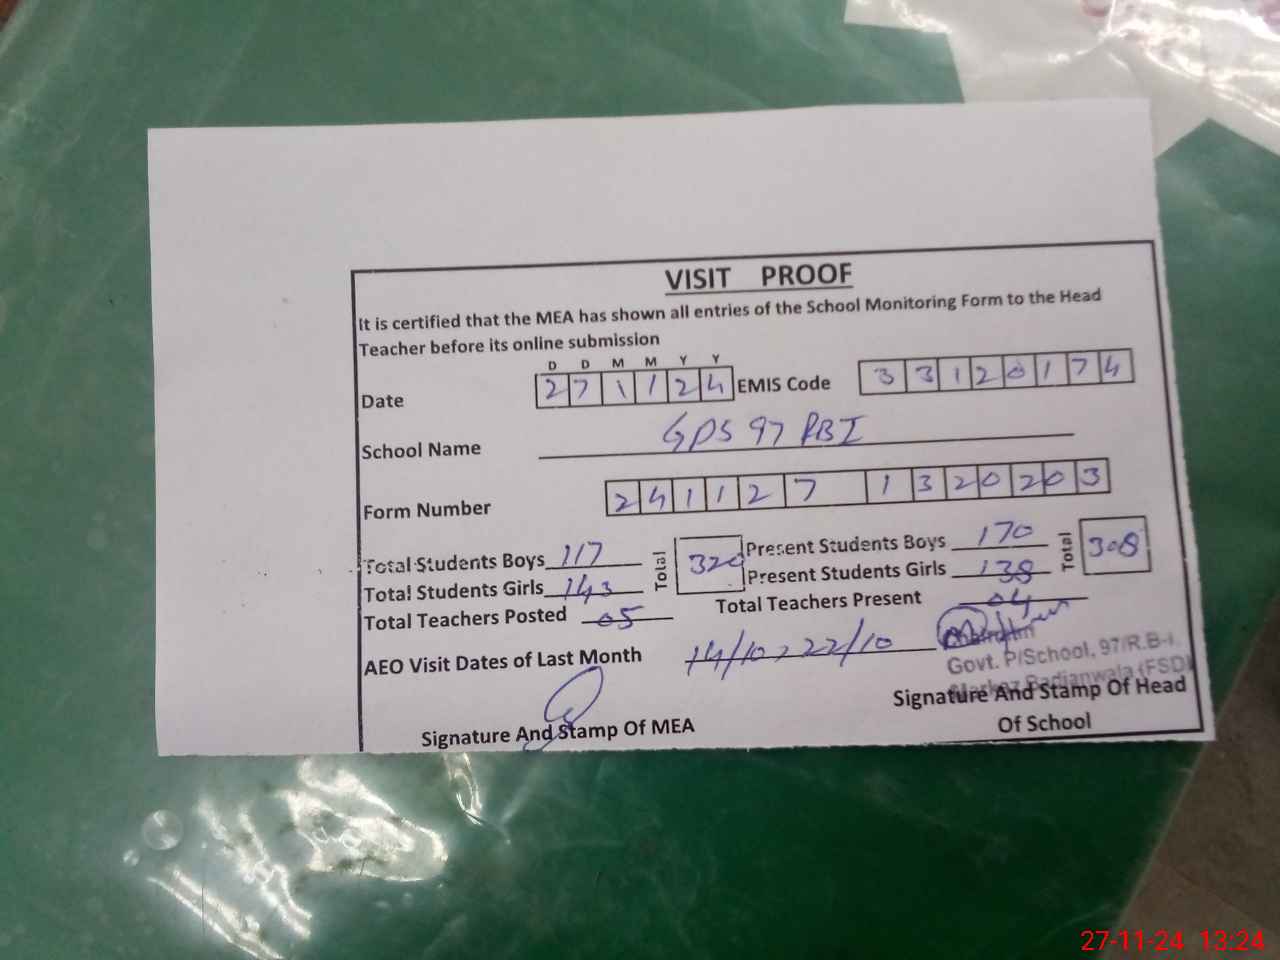 VISIT PROOF
It is certified that the MEA has shown all entries of the School Monitoring Form to the Head
Teacher before its online submission
D D M M Y Y
Date 2 7 1 1 2 4 EMIS Code 3 3 1 2 0 1 7 4
School Name GPS 97 RB I
Form Number 2 4 1 1 2 7 1 3 2 0 2 0 3
Total Students Boys 117 Total 320 Present Students Boys 170 Total 308
Total Students Girls 143 Present Students Girls 138
Total Teachers Posted 05 Total Teachers Present 04
AEO Visit Dates of Last Month 14/10, 22/10
Govt. P/School, 97/R.B-I.
Markaz Badianwala (FSD)
Signature And Stamp Of MEA Signature And Stamp Of Head
Of School
27-11-24 13:24